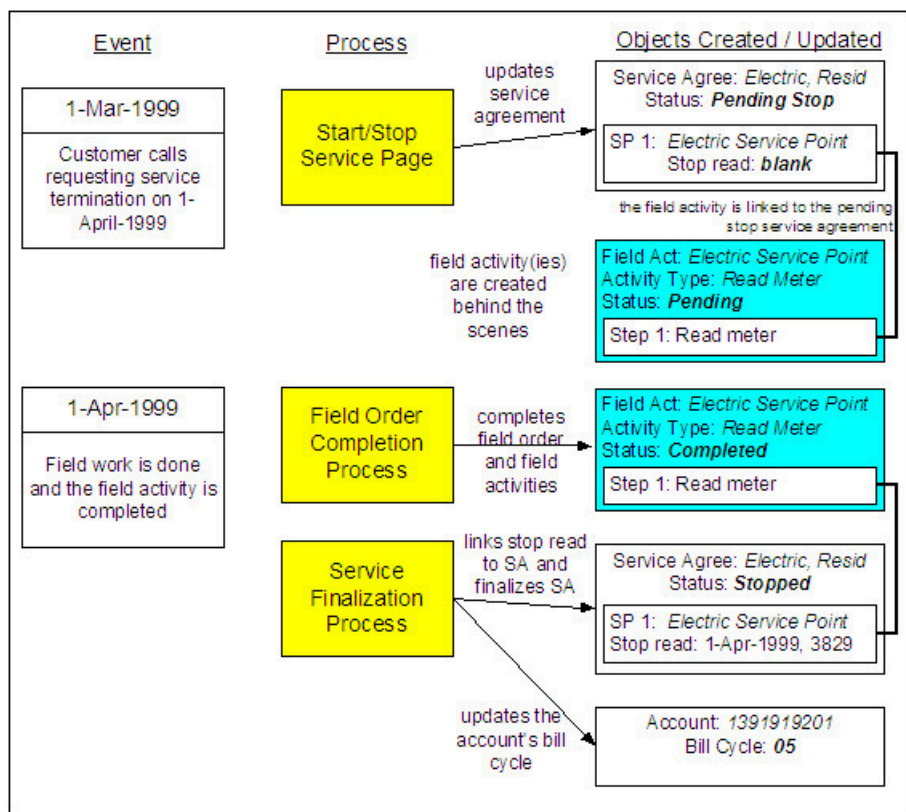 Event
Process
Objects Created / Updated
1-Mar-1999
Customer calls
requesting service
termination on 1-
April-1999
Start/Stop
Service Page
updates
service
agreement
Service Agree: Electric, Resid
Status: Pending Stop
SP 1: Electric Service Point
Stop read: blank
the field activity is linked to the pending
stop service agreement
field activity(ies)
are created
behind the
scenes
Field Act: Electric Service Point
Activity Type: Read Meter
Status: Pending
Step 1: Read meter
1-Apr-1999
Field work is done
and the field activity is
completed
Field Order
Completion
Process
completes
field order
and field
activities
Field Act: Electric Service Point
Activity Type: Read Meter
Status: Completed
Step 1: Read meter
Service
Finalization
Process
links stop read
to SA and
finalizes SA
Service Agree: Electric, Resid
Status: Stopped
SP 1: Electric Service Point
Stop read: 1-Apr-1999, 3829
updates the
account's bill
cycle
Account: 1391919201
Bill Cycle: 05